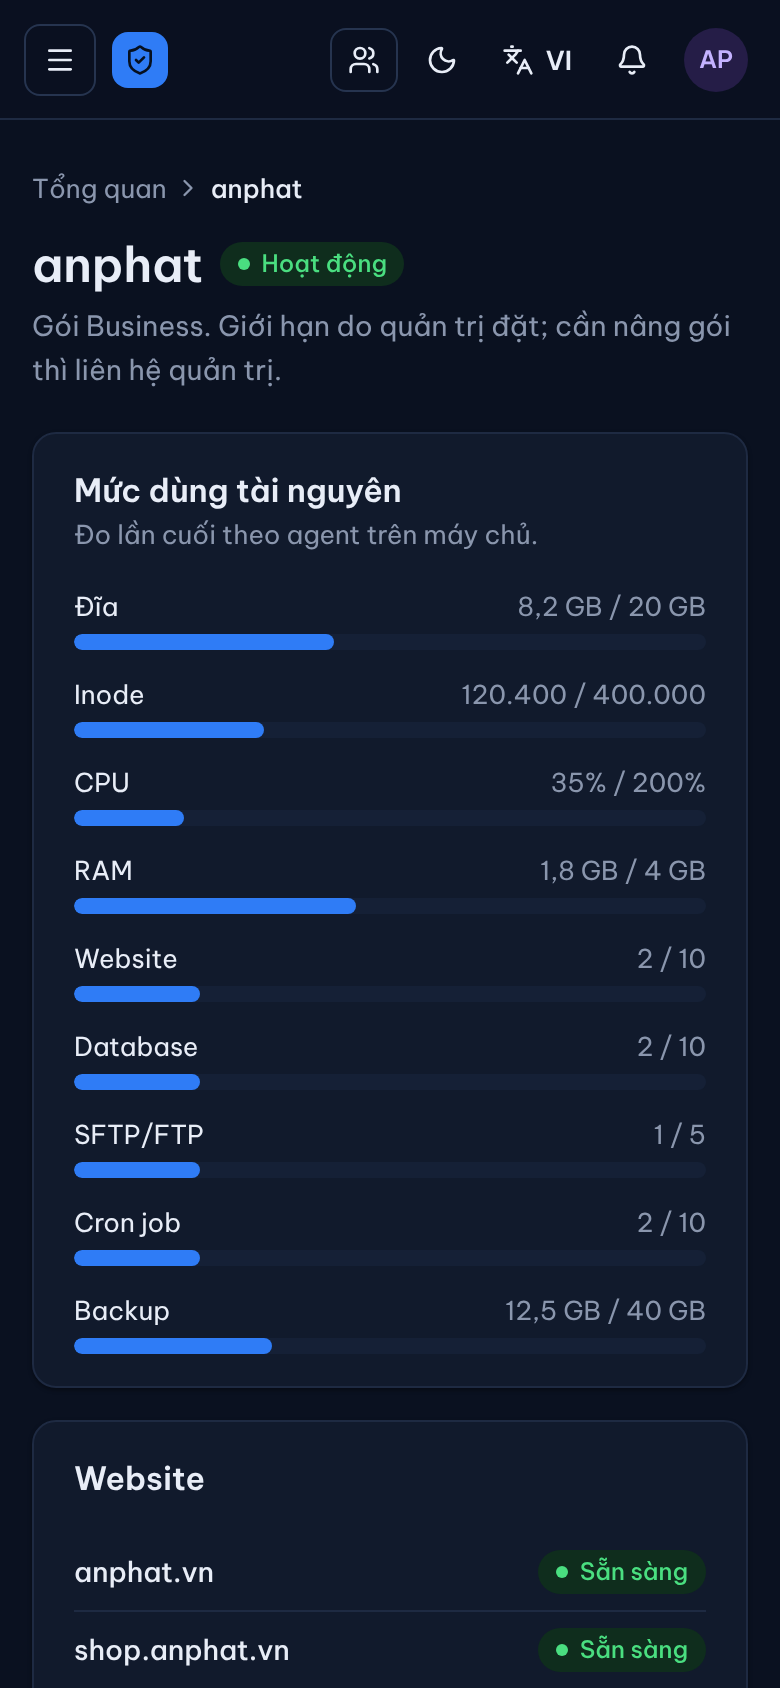 VI
AP
Tổng quan > anphat
anphat
Hoạt động
Gói Business. Giới hạn do quản trị đặt; cần nâng gói
thì liên hệ quản trị.
Mức dùng tài nguyên
Đo lần cuối theo agent trên máy chủ.
Đĩa 8,2 GB / 20 GB
Inode 120.400 / 400.000
CPU 35% / 200%
RAM 1,8 GB / 4 GB
Website 2 / 10
Database 2 / 10
SFTP/FTP 1 / 5
Cron job 2 / 10
Backup 12,5 GB / 40 GB
Website
anphat.vn Sẵn sàng
shop.anphat.vn Sẵn sàng